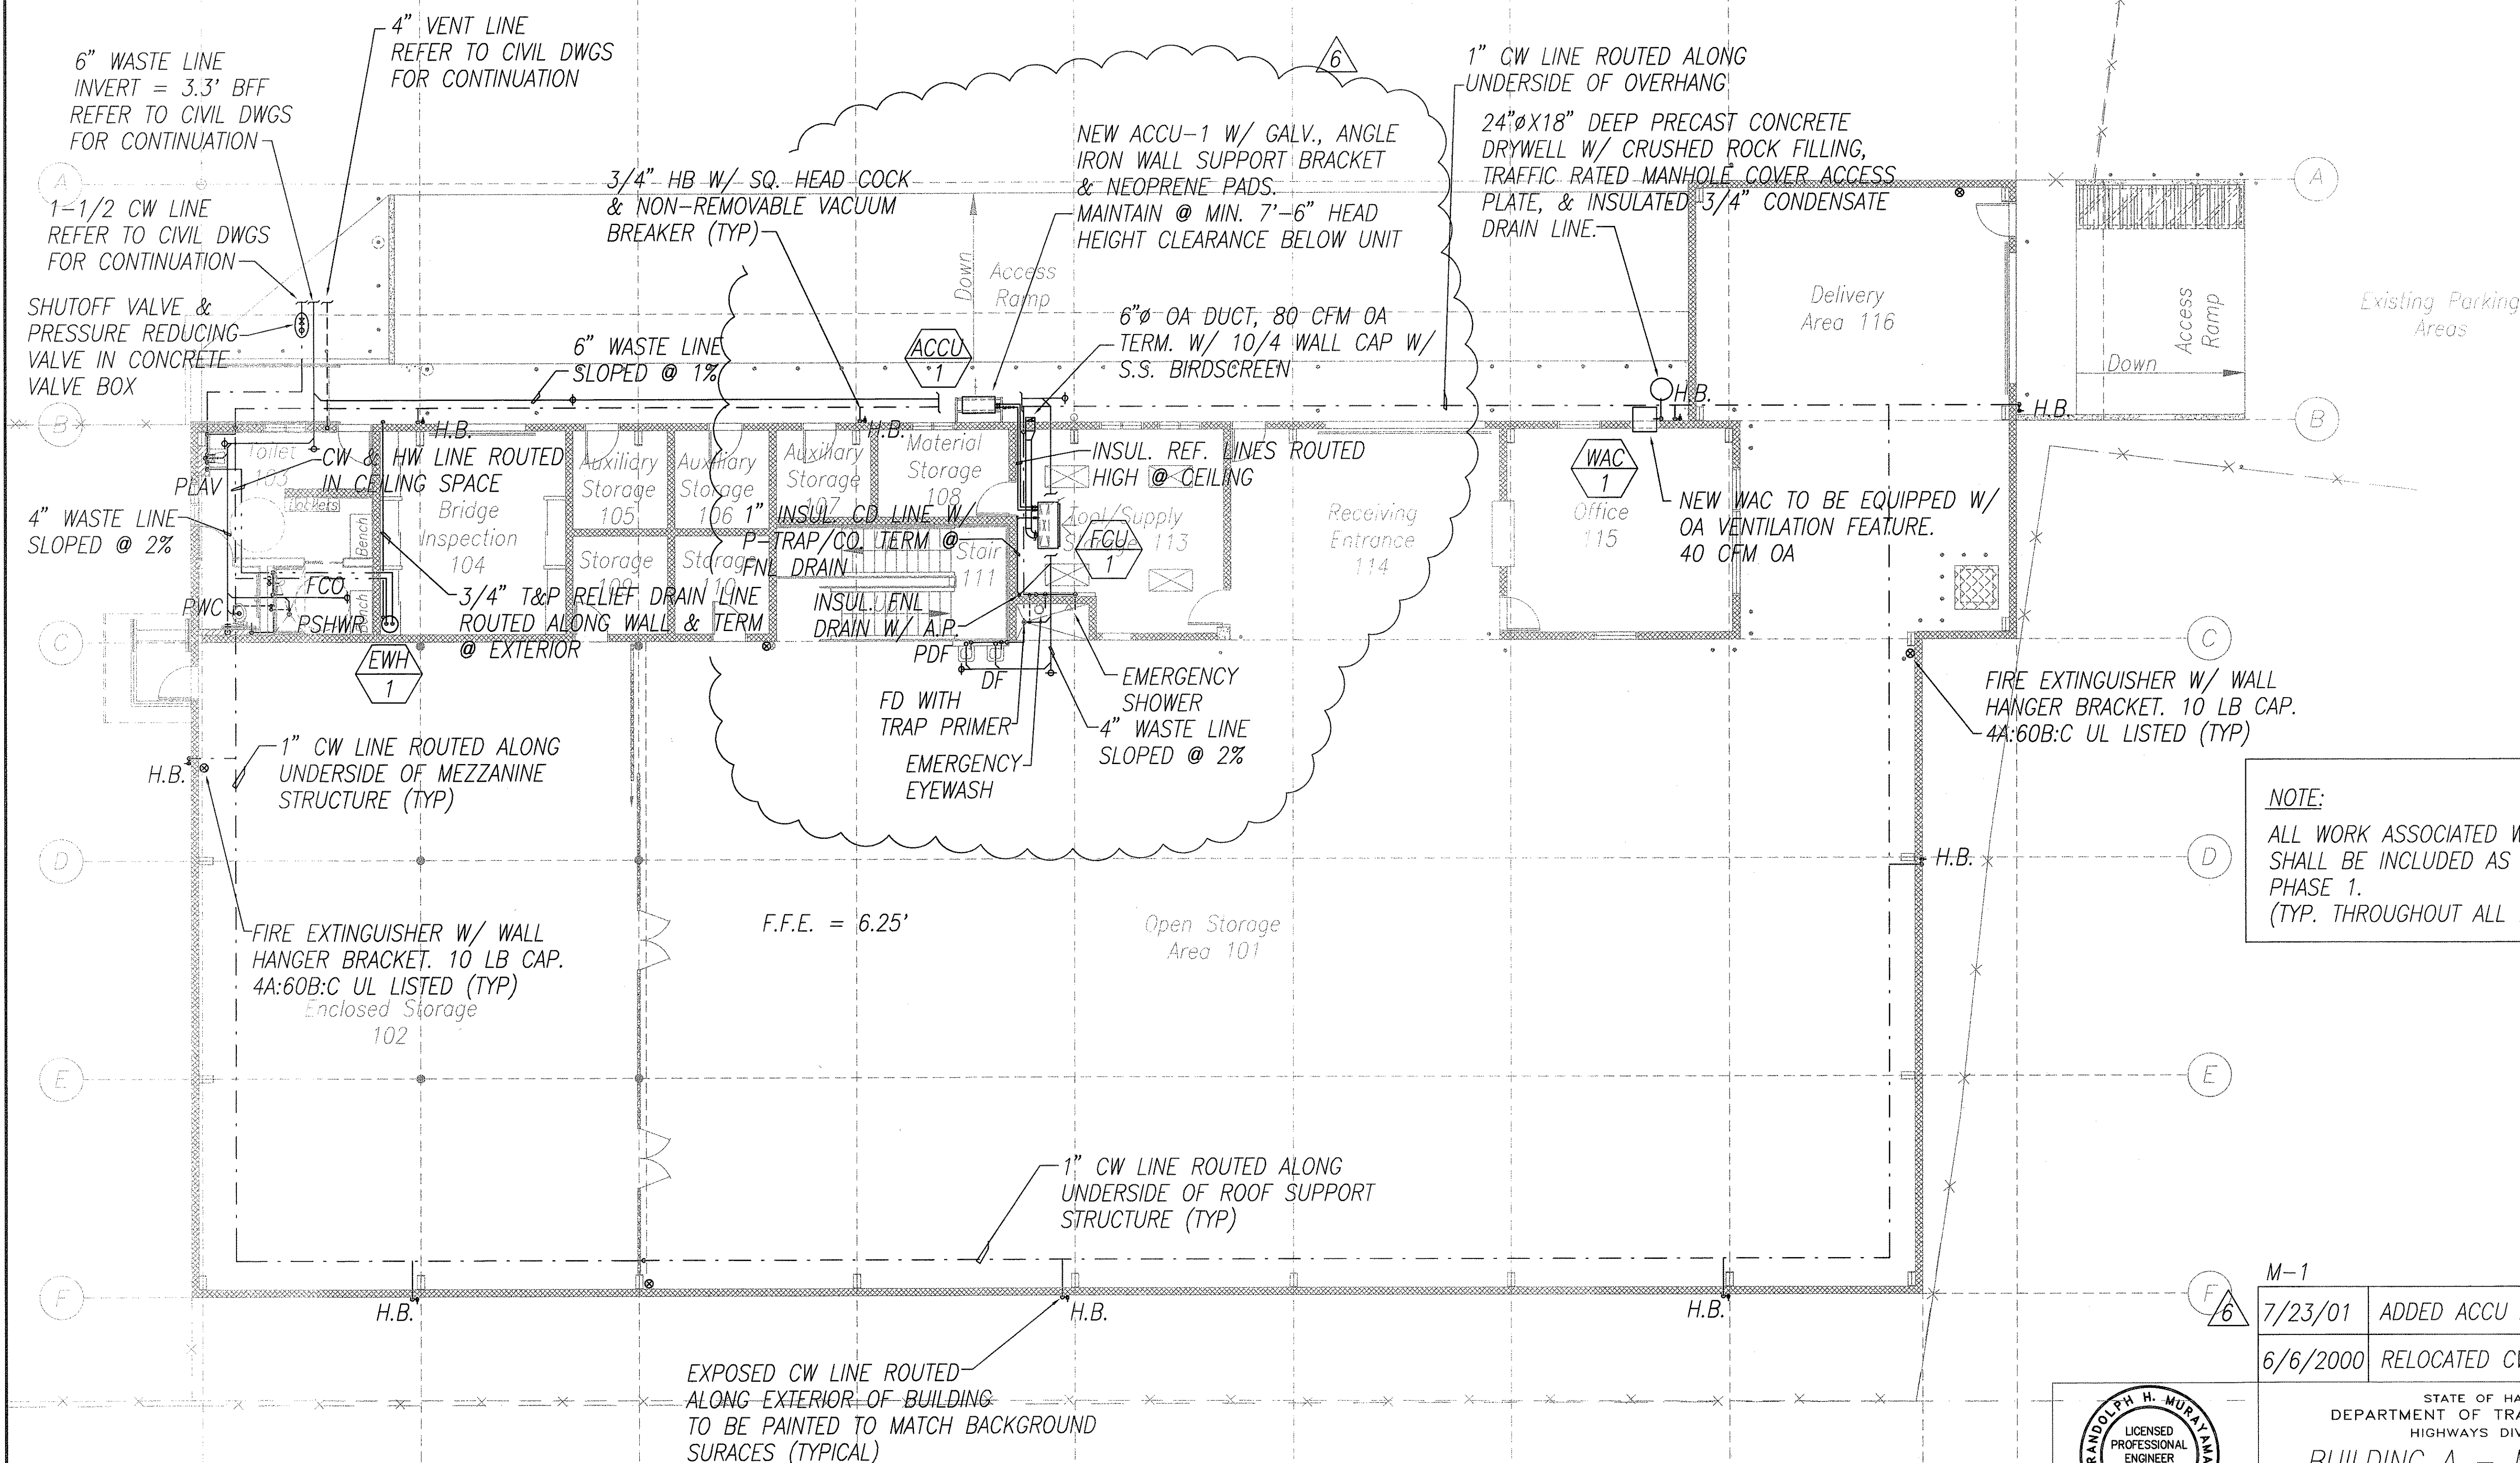 6" WASTE LINE
INVERT = 3.3' BFF
REFER TO CIVIL DWGS
FOR CONTINUATION
4" VENT LINE
REFER TO CIVIL DWGS
FOR CONTINUATION
1-1/2 CW LINE
REFER TO CIVIL DWGS
FOR CONTINUATION
SHUTOFF VALVE &
PRESSURE REDUCING
VALVE IN CONCRETE
VALVE BOX
3/4" HB W/ SQ. HEAD COCK
& NON-REMOVABLE VACUUM
BREAKER (TYP)
6" WASTE LINE
SLOPED @ 1%
6
NEW ACCU-1 W/ GALV., ANGLE
IRON WALL SUPPORT BRACKET
& NEOPRENE PADS.
MAINTAIN @ MIN. 7'-6" HEAD
HEIGHT CLEARANCE BELOW UNIT
Down
Access
Ramp
ACCU
1
6"ø OA DUCT, 80 CFM OA
TERM. W/ 10/4 WALL CAP W/
S.S. BIRDSCREEN
1" CW LINE ROUTED ALONG
UNDERSIDE OF OVERHANG
24"øX18" DEEP PRECAST CONCRETE
DRYWELL W/ CRUSHED ROCK FILLING,
TRAFFIC RATED MANHOLE COVER ACCESS
PLATE, & INSULATED 3/4" CONDENSATE
DRAIN LINE.
Delivery
Area 116
Access
Ramp
Down
Existing Parking
Areas
A
A
B
B
H.B.
H.B.
H.B.
H.B.
Toilet
103
PLAV
CW & HW LINE ROUTED
IN CEILING SPACE
Lockers
Bench
Bridge
Inspection
104
4" WASTE LINE
SLOPED @ 2%
Auxiliary
Storage
105
Auxiliary
Storage
106
Auxiliary
Storage
107
Material
Storage
108
INSUL. REF. LINES ROUTED
HIGH @ CEILING
1" INSUL. CD LINE W/
P-TRAP/CO. TERM @
FNL DRAIN
Storage
109
Storage
110
Stair
111
Tool/Supply
113
FCU
1
Receiving
Entrance
114
WAC
1
Office
115
NEW WAC TO BE EQUIPPED W/
OA VENTILATION FEATURE.
40 CFM OA
FCO
PWC
PSHWR
Bench
3/4" T&P RELIEF DRAIN LINE
ROUTED ALONG WALL & TERM
@ EXTERIOR
INSUL. FNL
DRAIN W/ A.P.
C
C
EWH
1
PDF
DF
FD WITH
TRAP PRIMER
EMERGENCY
EYEWASH
EMERGENCY
SHOWER
4" WASTE LINE
SLOPED @ 2%
FIRE EXTINGUISHER W/ WALL
HANGER BRACKET. 10 LB CAP.
4A:60B:C UL LISTED (TYP)
H.B.
1" CW LINE ROUTED ALONG
UNDERSIDE OF MEZZANINE
STRUCTURE (TYP)
NOTE:
ALL WORK ASSOCIATED
SHALL BE INCLUDED AS
PHASE 1.
(TYP. THROUGHOUT ALL
D
D
H.B.
FIRE EXTINGUISHER W/ WALL
HANGER BRACKET. 10 LB CAP.
4A:60B:C UL LISTED (TYP)
Enclosed Storage
102
F.F.E. = 6.25'
Open Storage
Area 101
E
E
1" CW LINE ROUTED ALONG
UNDERSIDE OF ROOF SUPPORT
STRUCTURE (TYP)
F
F
H.B.
H.B.
H.B.
EXPOSED CW LINE ROUTED
ALONG EXTERIOR OF BUILDING
TO BE PAINTED TO MATCH BACKGROUND
SURACES (TYPICAL)
M-1
6
7/23/01 ADDED ACCU
6/6/2000 RELOCATED
STATE OF
DEPARTMENT OF
HIGHWAYS
BUILDING A –
RANDOLPH H. MURAYAMA
LICENSED
PROFESSIONAL
ENGINEER